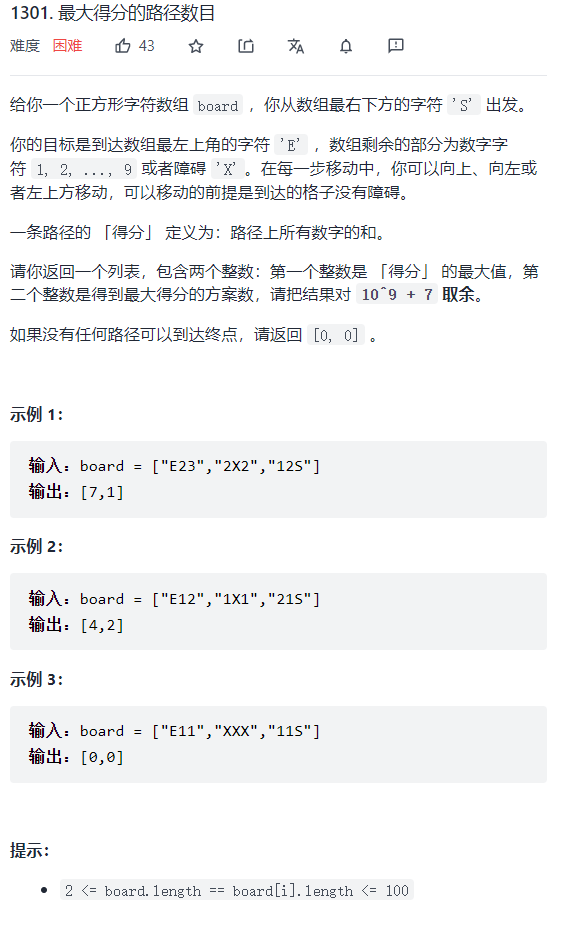 1301. 最大得分的路径数目
难度 困难 43
给你一个正方形字符数组 board ，你从数组最右下方的字符 'S' 出发。
你的目标是到达数组最左上角的字符 'E' ，数组剩余的部分为数字字
符 1, 2, ..., 9 或者障碍 'X'。在每一步移动中，你可以向上、向左或
者左上方移动，可以移动的前提是到达的格子没有障碍。
一条路径的 「得分」 定义为：路径上所有数字的和。
请你返回一个列表，包含两个整数：第一个整数是 「得分」 的最大值，第
二个整数是得到最大得分的方案数，请把结果对 10^9 + 7 取余。
如果没有任何路径可以到达终点，请返回 [0, 0] 。
示例 1：
输入：board = ["E23","2X2","12S"]
输出：[7,1]
示例 2：
输入：board = ["E12","1X1","21S"]
输出：[4,2]
示例 3：
输入：board = ["E11","XXX","11S"]
输出：[0,0]
提示：
• 2 <= board.length == board[i].length <= 100